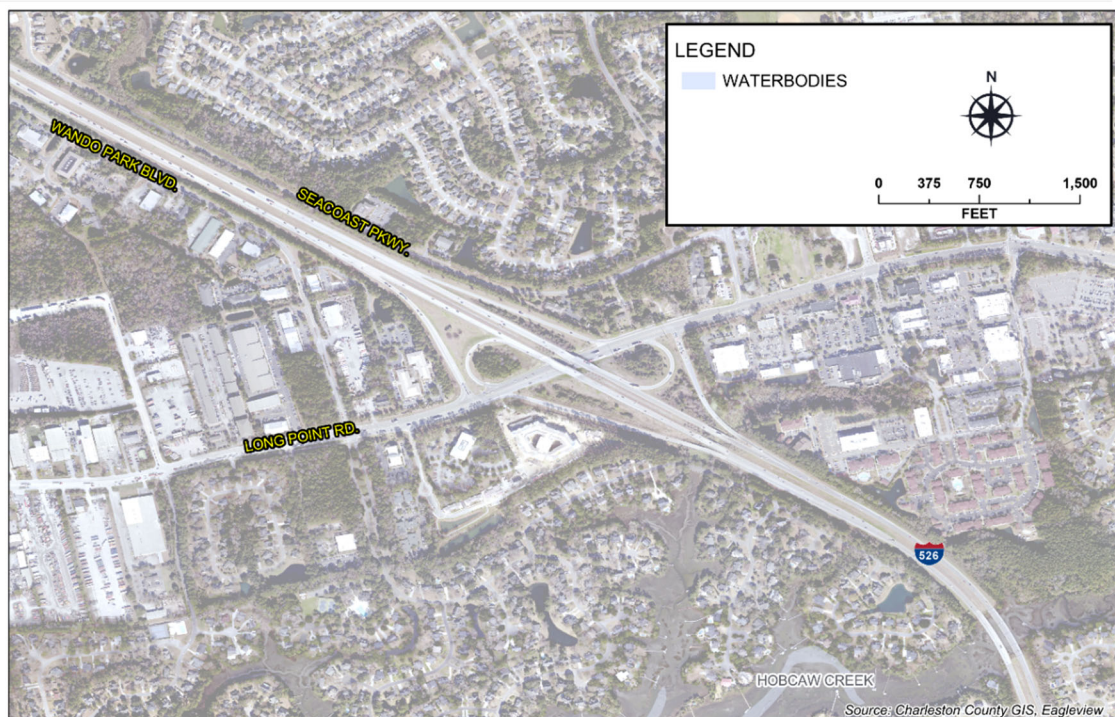 LEGEND
WATERBODIES
N
0 375 750 1,500
FEET
WANDO PARK BLVD.
SEACOAST PKWY.
LONG POINT RD.
526
HOBCAW CREEK
Source: Charleston County GIS, Eagleview